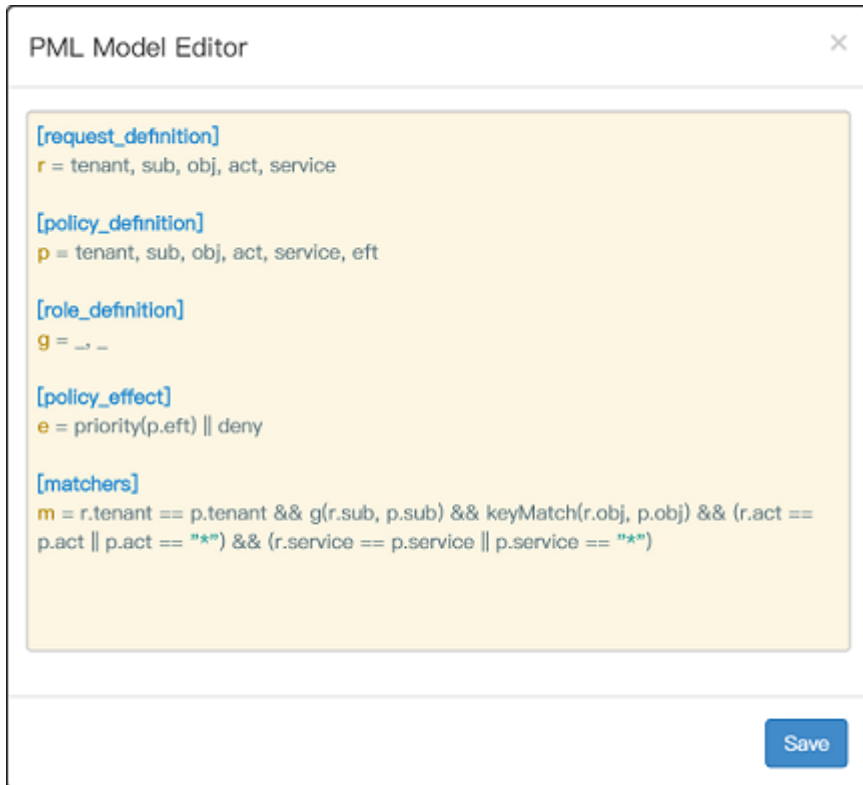 PML Model Editor
×
[request_definition]
r = tenant, sub, obj, act, service
[policy_definition]
p = tenant, sub, obj, act, service, eft
[role_definition]
g = _, _
[policy_effect]
e = priority(p.eft) || deny
[matchers]
m = r.tenant == p.tenant && g(r.sub, p.sub) && keyMatch(r.obj, p.obj) && (r.act ==
p.act || p.act == "*") && (r.service == p.service || p.service == "*")
Save